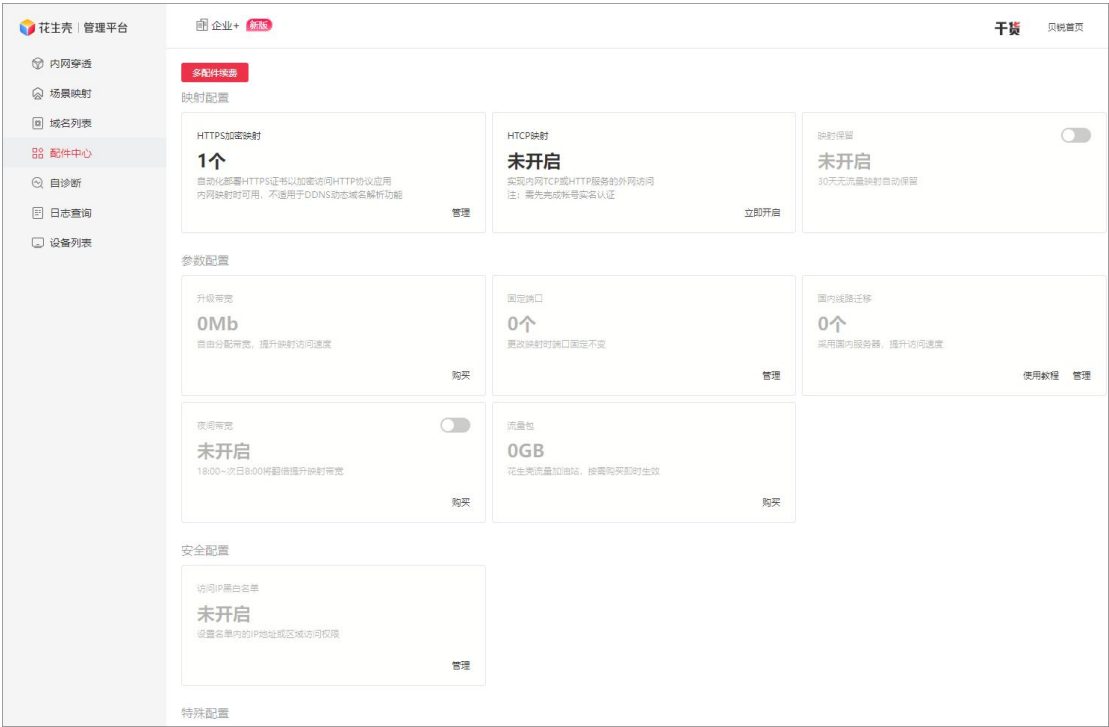 花生壳 | 管理平台
企业+ 新版
干货
贝锐首页
内网穿透
场景映射
域名列表
配件中心
自诊断
日志查询
设备列表
多配件续费
映射配置
HTTPS加密映射
1个
自动化部署HTTPS证书以加密访问HTTP协议应用
内网映射时可用，不适用于DDNS动态域名解析功能
管理
HTCP映射
未开启
实现内网TCP或HTTP服务的外网访问
注：需先完成帐号实名认证
立即开启
映射保留
未开启
30天无流量映射自动保留
参数配置
升级带宽
0Mb
自由分配带宽，提升映射访问速度
购买
固定端口
0个
更改映射时端口固定不变
管理
国内线路迁移
0个
采用国内服务器，提升访问速度
使用教程 管理
夜间带宽
未开启
18:00~次日8:00将翻倍提升映射带宽
购买
流量包
0GB
花生壳流量加油站，按需购买即时生效
购买
安全配置
访问IP黑白名单
未开启
设置名单内的IP地址或区域访问权限
管理
特殊配置